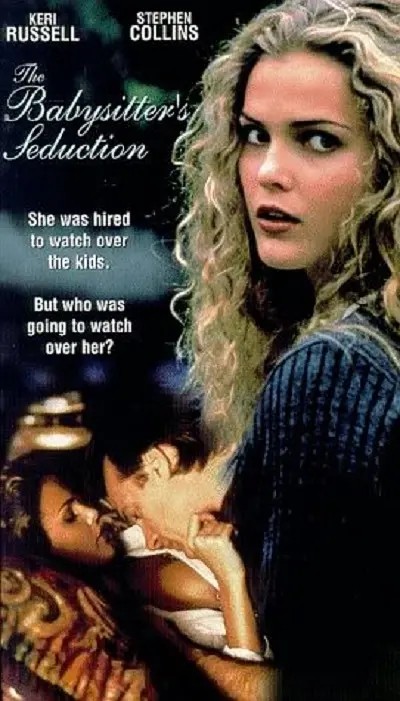 KERI
RUSSELL
STEPHEN
COLLINS
The
Babysitter's
Seduction
She was hired
to watch over
the kids.
But who was
going to watch
over her?